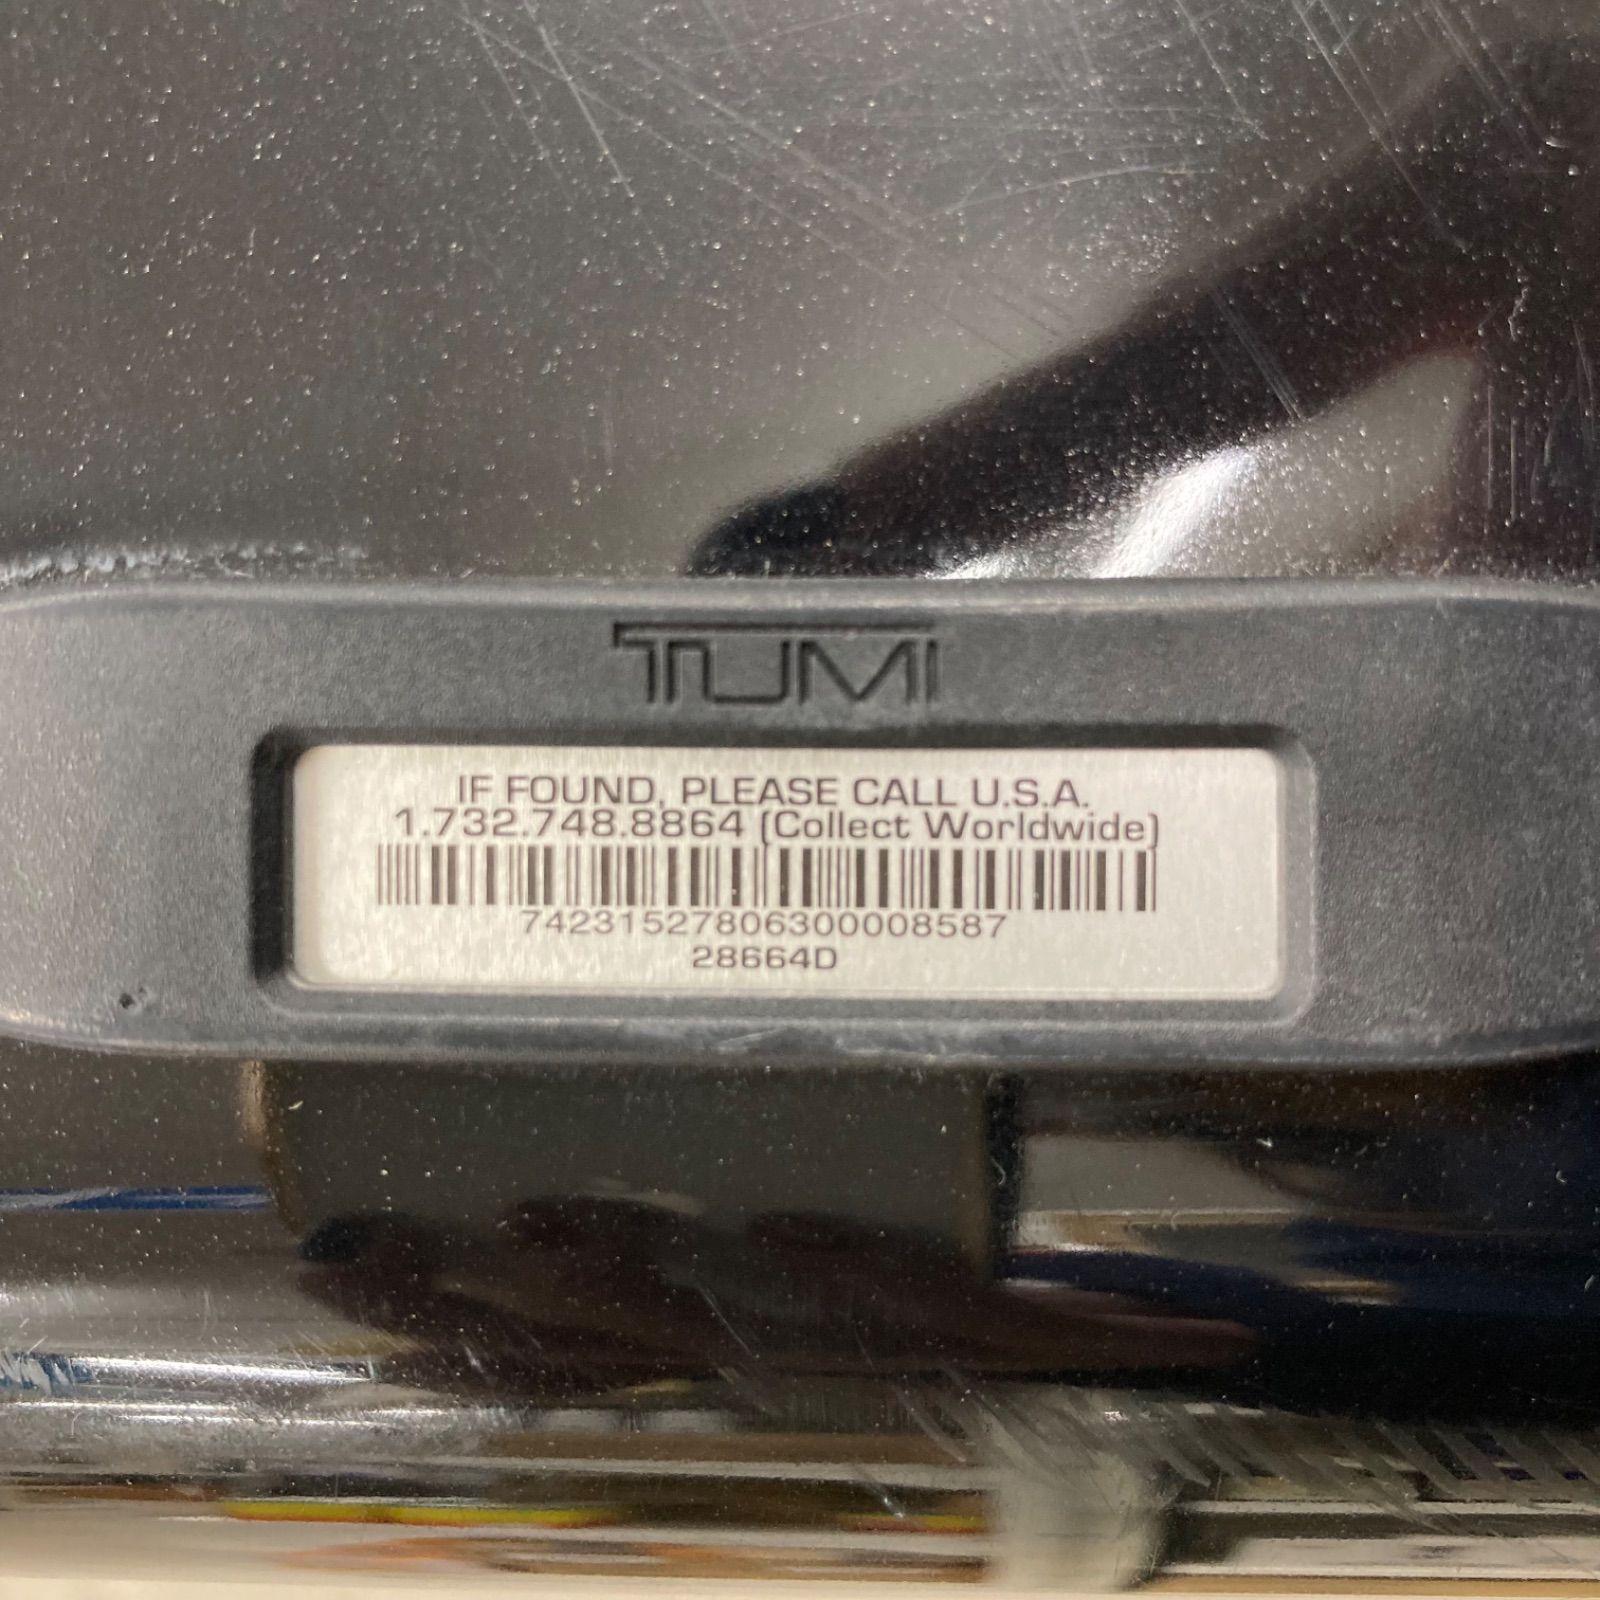 TUMI
IF FOUND, PLEASE CALL U.S.A.
1.732.748.8864 (Collect Worldwide)
74231527806300008587
28664D